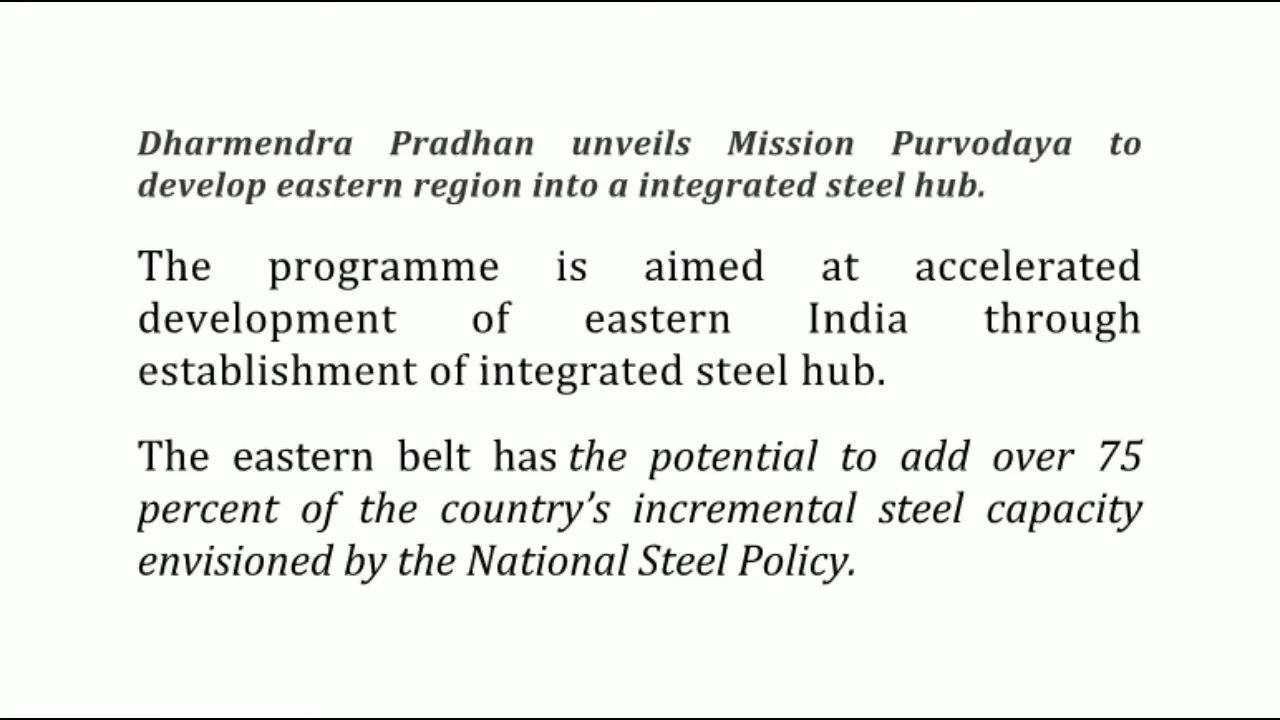 Dharmendra Pradhan unveils Mission Purvodaya to
develop eastern region into a integrated steel hub.
The programme is aimed at accelerated
development of eastern India through
establishment of integrated steel hub.
The eastern belt has the potential to add over 75
percent of the country’s incremental steel capacity
envisioned by the National Steel Policy.